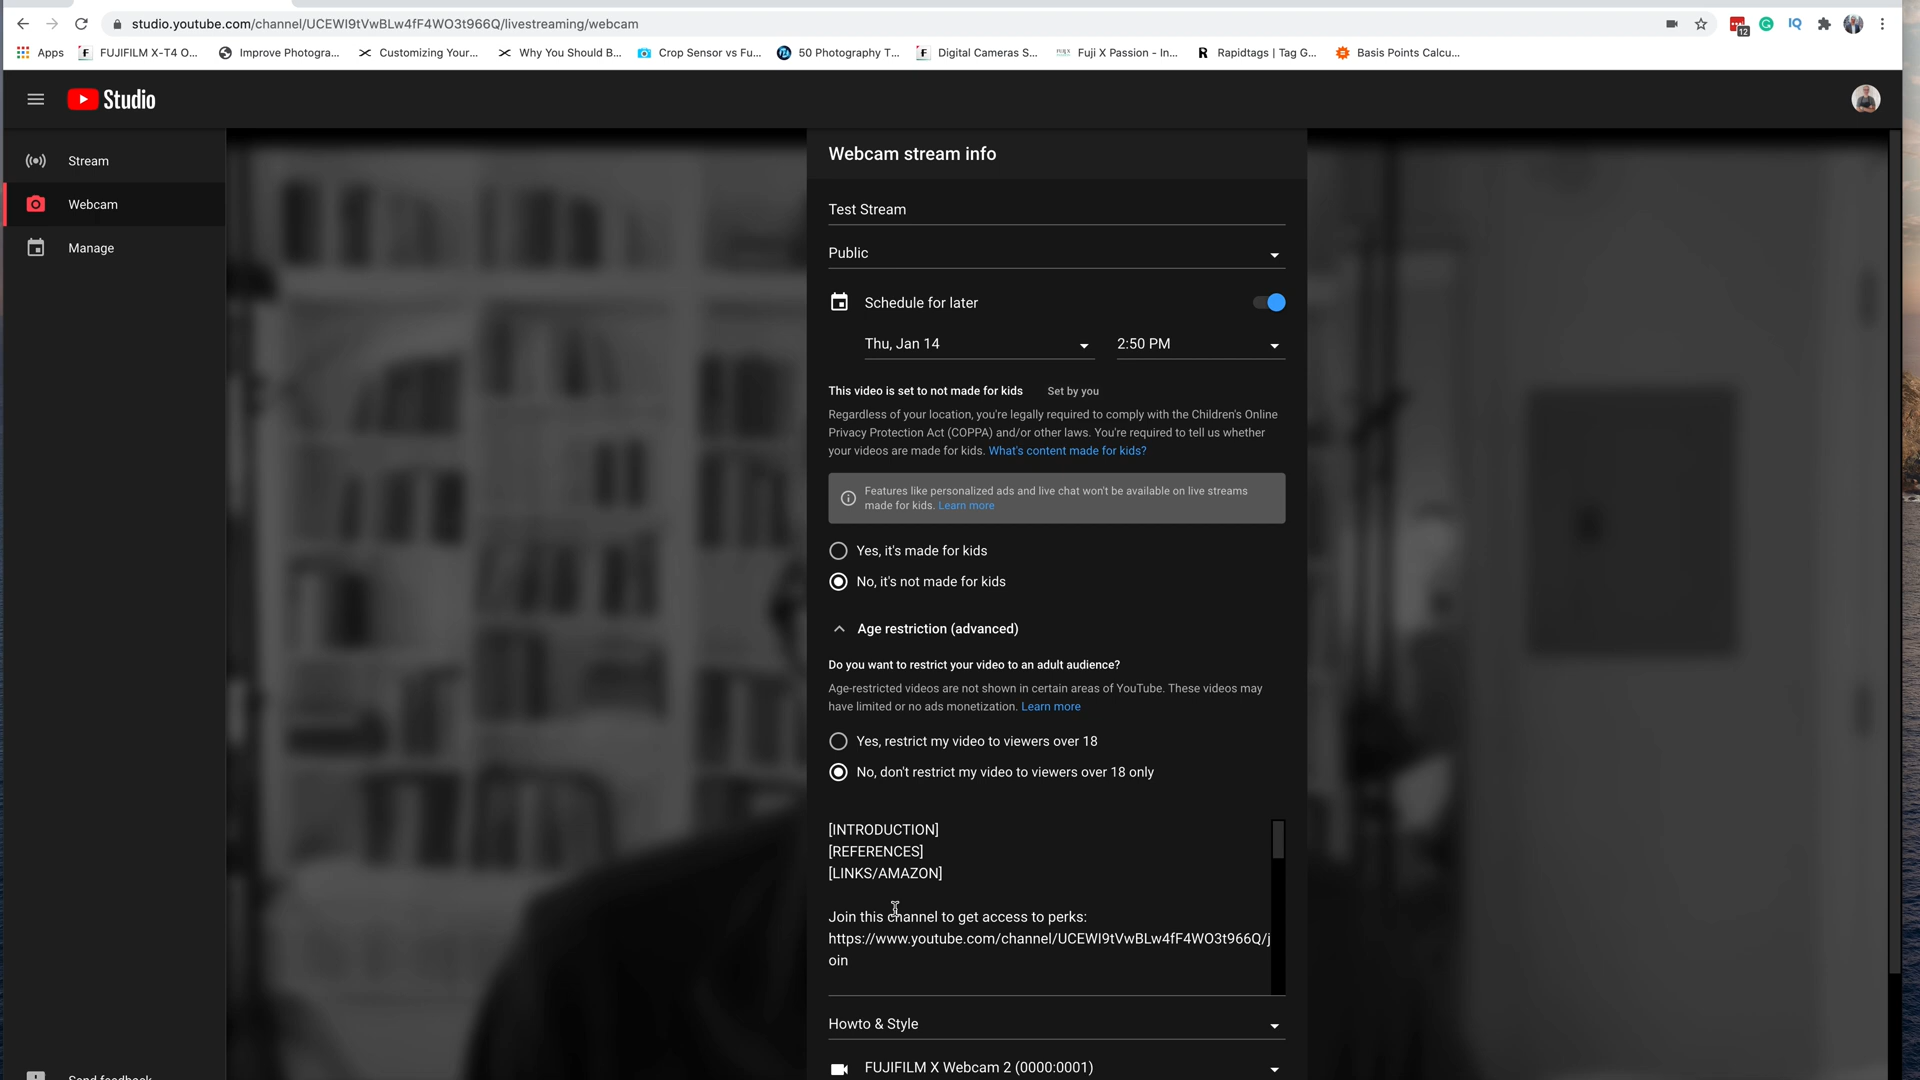 studio.youtube.com/channel/UCEWI9tVwBLw4fF4WO3t966Q/livestreaming/webcam
12
IQ
Apps
FUJIFILM X-T4 O...
Improve Photogra...
Customizing Your...
Why You Should B...
Crop Sensor vs Fu...
50 Photography T...
Digital Cameras S...
Fuji X Passion - In...
Rapidtags | Tag G...
Basis Points Calcu...
Studio
Stream
Webcam
Manage
Webcam stream info
Test Stream
Public
Schedule for later
Thu, Jan 14
2:50 PM
This video is set to not made for kids Set by you
Regardless of your location, you're legally required to comply with the Children's Online
Privacy Protection Act (COPPA) and/or other laws. You're required to tell us whether
your videos are made for kids. What's content made for kids?
Features like personalized ads and live chat won't be available on live streams
made for kids. Learn more
Yes, it's made for kids
No, it's not made for kids
Age restriction (advanced)
Do you want to restrict your video to an adult audience?
Age-restricted videos are not shown in certain areas of YouTube. These videos may
have limited or no ads monetization. Learn more
Yes, restrict my video to viewers over 18
No, don't restrict my video to viewers over 18 only
[INTRODUCTION]
[REFERENCES]
[LINKS/AMAZON]
Join this channel to get access to perks:
https://www.youtube.com/channel/UCEWI9tVwBLw4fF4WO3t966Q/j
oin
Howto & Style
FUJIFILM X Webcam 2 (0000:0001)
Send feedback